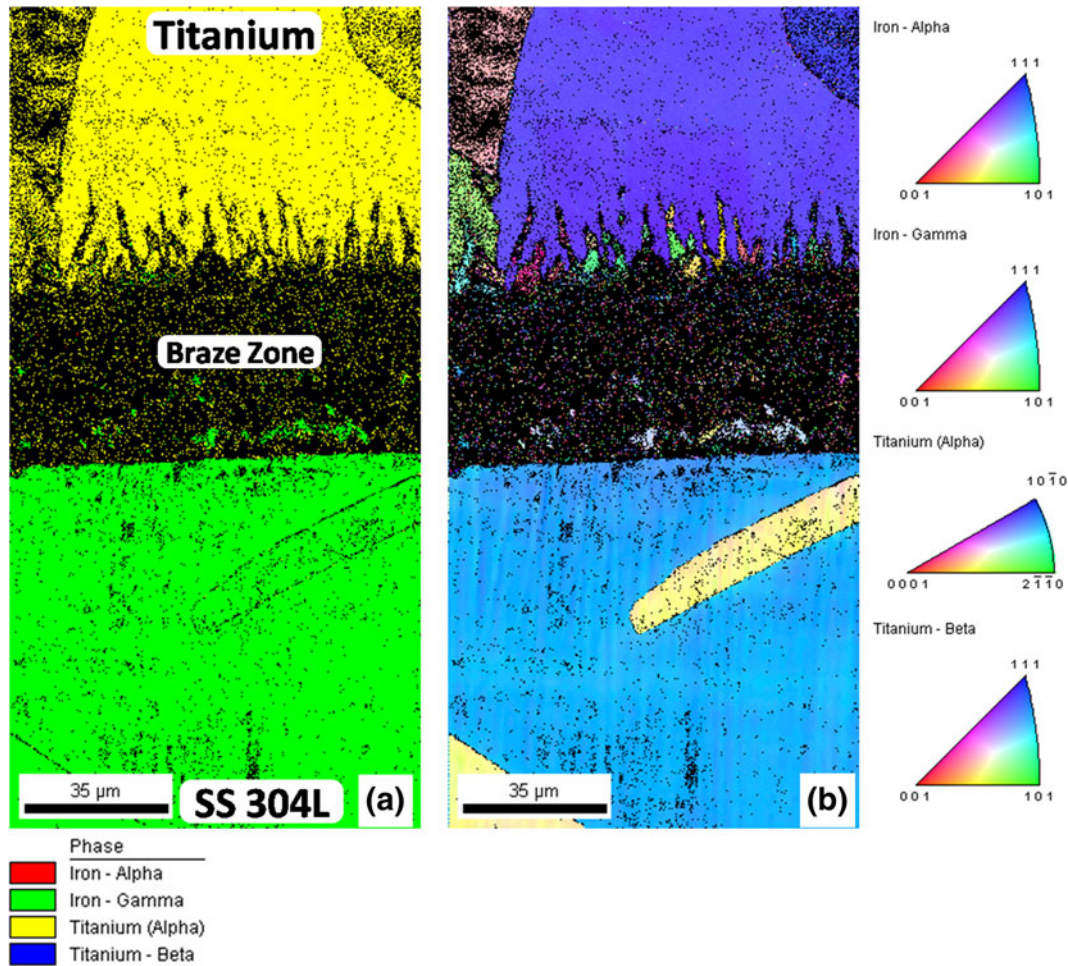 Titanium
Braze Zone
35 µm
SS 304L
(a)
35 µm
(b)
Phase
Iron - Alpha
Iron - Gamma
Titanium (Alpha)
Titanium - Beta
Iron - Alpha
1 1 1
0 0 1
1 0 1
Iron - Gamma
1 1 1
0 0 1
1 0 1
Titanium (Alpha)
1 0 1̅ 0
0 0 0 1
2 1̅ 1̅ 0
Titanium - Beta
1 1 1
0 0 1
1 0 1